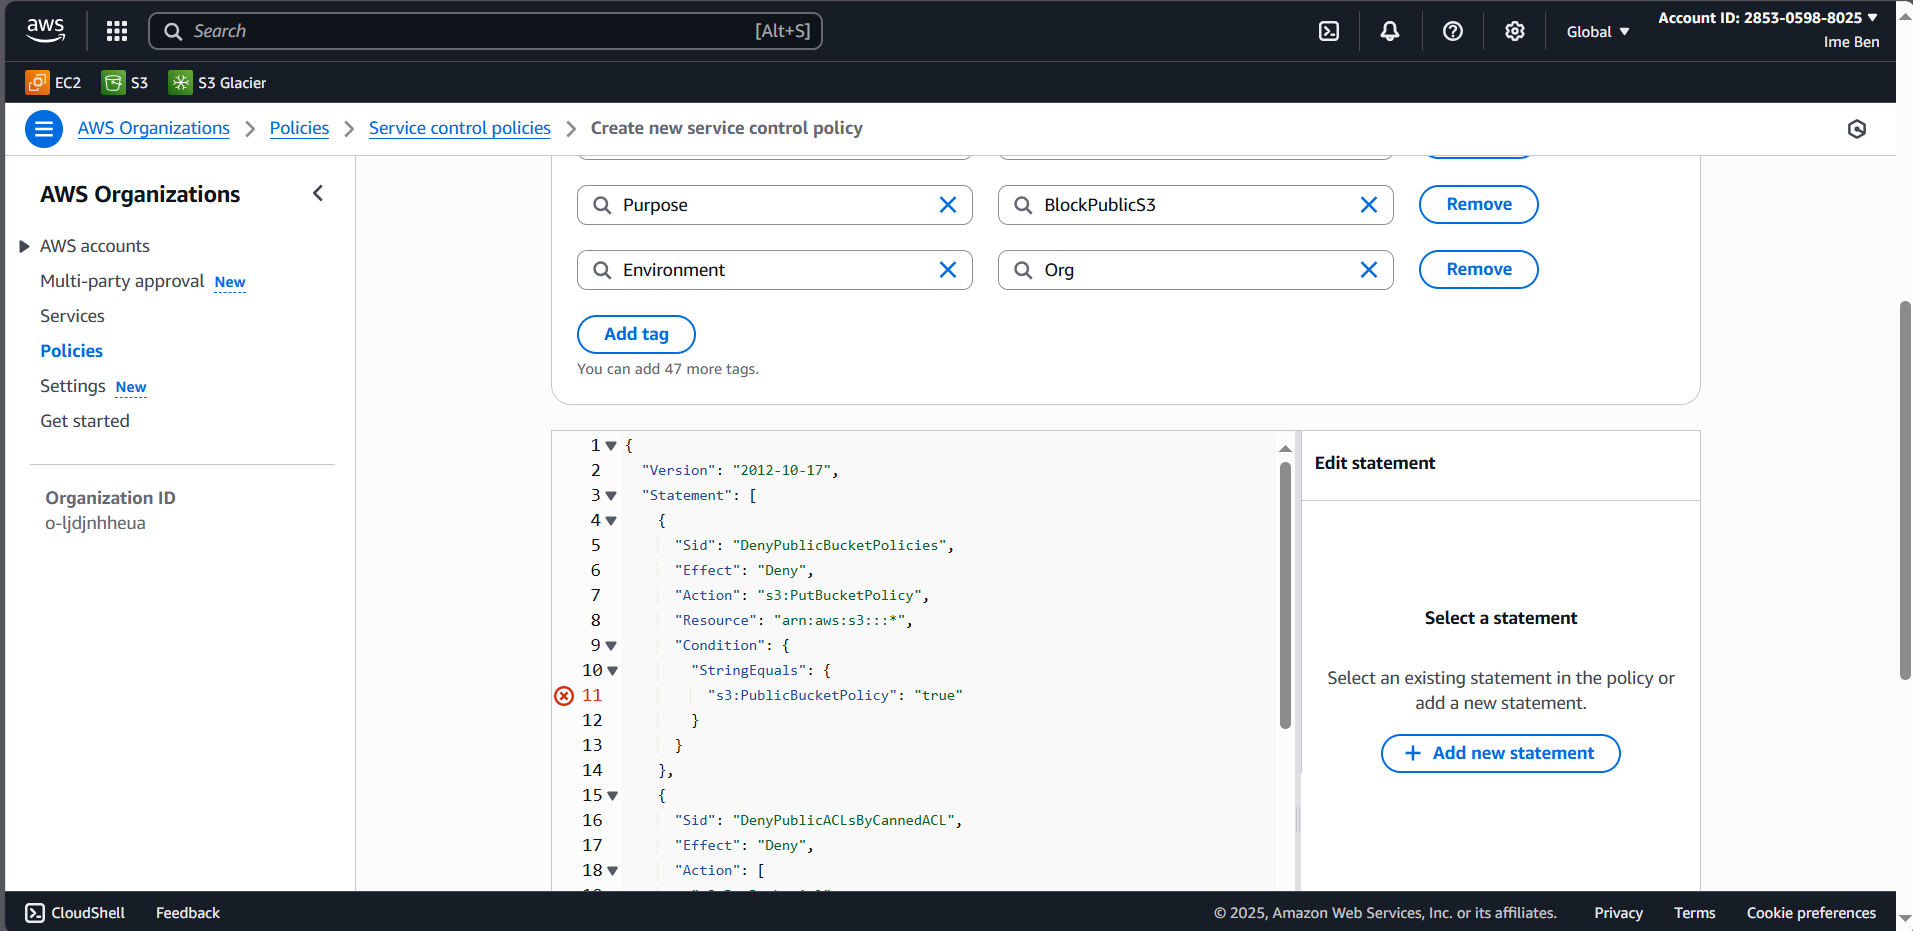 aws
Search [Alt+S]
Global
Account ID: 2853-0598-8025
Ime Ben
EC2 S3 S3 Glacier
AWS Organizations Policies Service control policies Create new service control policy
AWS Organizations
AWS accounts
Multi-party approval New
Services
Policies
Settings New
Get started
Organization ID
o-ljdjnhheua
Purpose BlockPublicS3 Remove
Environment Org Remove
Add tag
You can add 47 more tags.
1 {
2 "Version": "2012-10-17",
3 "Statement": [
4 {
5 "Sid": "DenyPublicBucketPolicies",
6 "Effect": "Deny",
7 "Action": "s3:PutBucketPolicy",
8 "Resource": "arn:aws:s3:::*",
9 "Condition": {
10 "StringEquals": {
11 "s3:PublicBucketPolicy": "true"
12 }
13 }
14 },
15 {
16 "Sid": "DenyPublicACLsByCannedACL",
17 "Effect": "Deny",
18 "Action": [
Edit statement
Select a statement
Select an existing statement in the policy or
add a new statement.
+ Add new statement
CloudShell Feedback
© 2025, Amazon Web Services, Inc. or its affiliates. Privacy Terms Cookie preferences